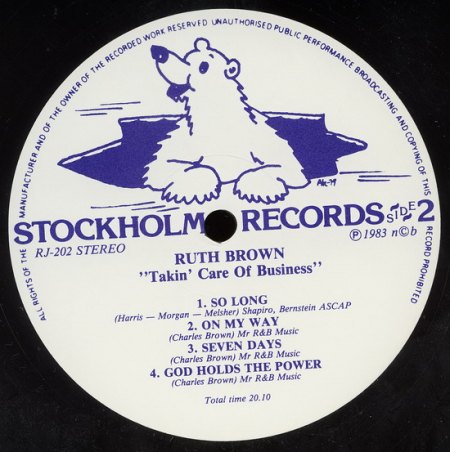 ALL RIGHTS OF THE MANUFACTURER AND OF THE OWNER OF THE RECORDED WORK RESERVED UNAUTHORISED PUBLIC PERFORMANCE BROADCASTING AND COPYING OF THIS RECORD PROHIBITED
STOCKHOLM RECORDS SIDE 2
RJ-202 STEREO
Ⓟ 1983 n©b
RUTH BROWN
"Takin' Care Of Business"
1. SO LONG
(Harris — Morgan — Melsher) Shapiro, Bernstein ASCAP
2. ON MY WAY
(Charles Brown) Mr R&B Music
3. SEVEN DAYS
(Charles Brown) Mr R&B Music
4. GOD HOLDS THE POWER
(Charles Brown) Mr R&B Music
Total time 20.10